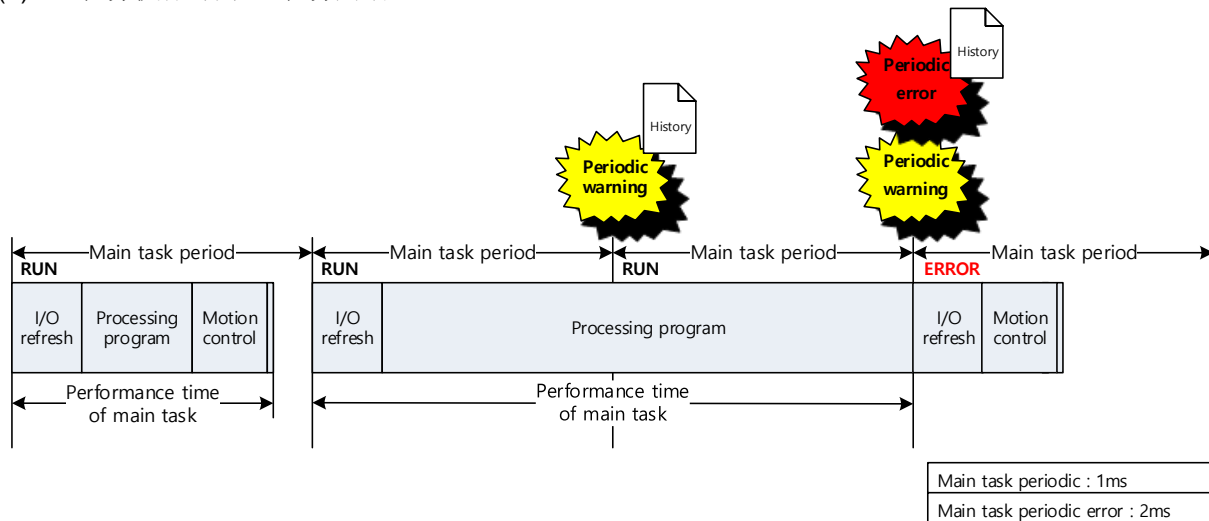 History
Periodic
error
History
Periodic
warning
Periodic
warning
Main task period
Main task period
Main task period
Main task period
RUN
RUN
RUN
ERROR
I/O
refresh
Processing
program
Motion
control
I/O
refresh
Processing program
I/O
refresh
Motion
control
Performance time
of main task
Performance time
of main task
Main task periodic : 1ms
Main task periodic error : 2ms